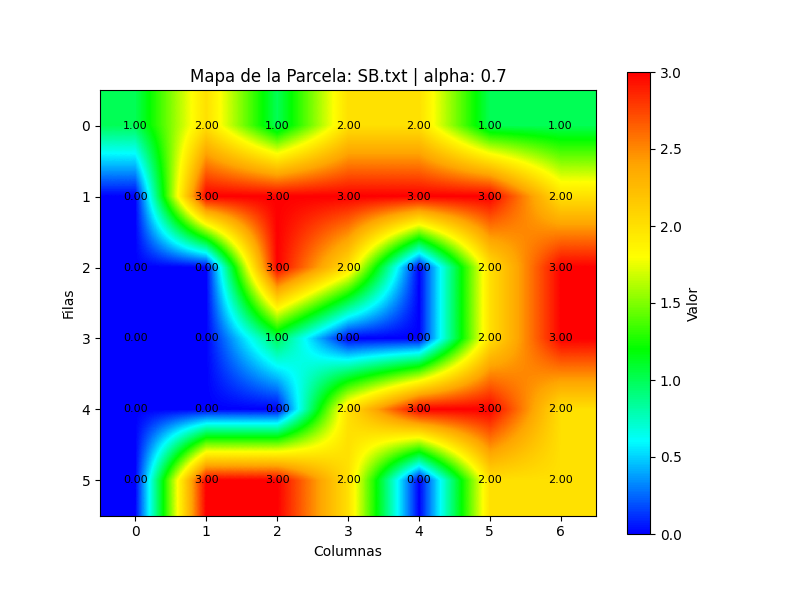 Mapa de la Parcela: SB.txt | alpha: 0.7
0 1.00 2.00 1.00 2.00 2.00 1.00 1.00
1 0.00 3.00 3.00 3.00 3.00 3.00 2.00
2 0.00 0.00 3.00 2.00 0.00 2.00 3.00
3 0.00 0.00 1.00 0.00 0.00 2.00 3.00
4 0.00 0.00 0.00 2.00 3.00 3.00 2.00
5 0.00 3.00 3.00 2.00 0.00 2.00 2.00
0 1 2 3 4 5 6
Columnas
Filas
3.0
2.5
2.0
1.5
1.0
0.5
0.0
Valor